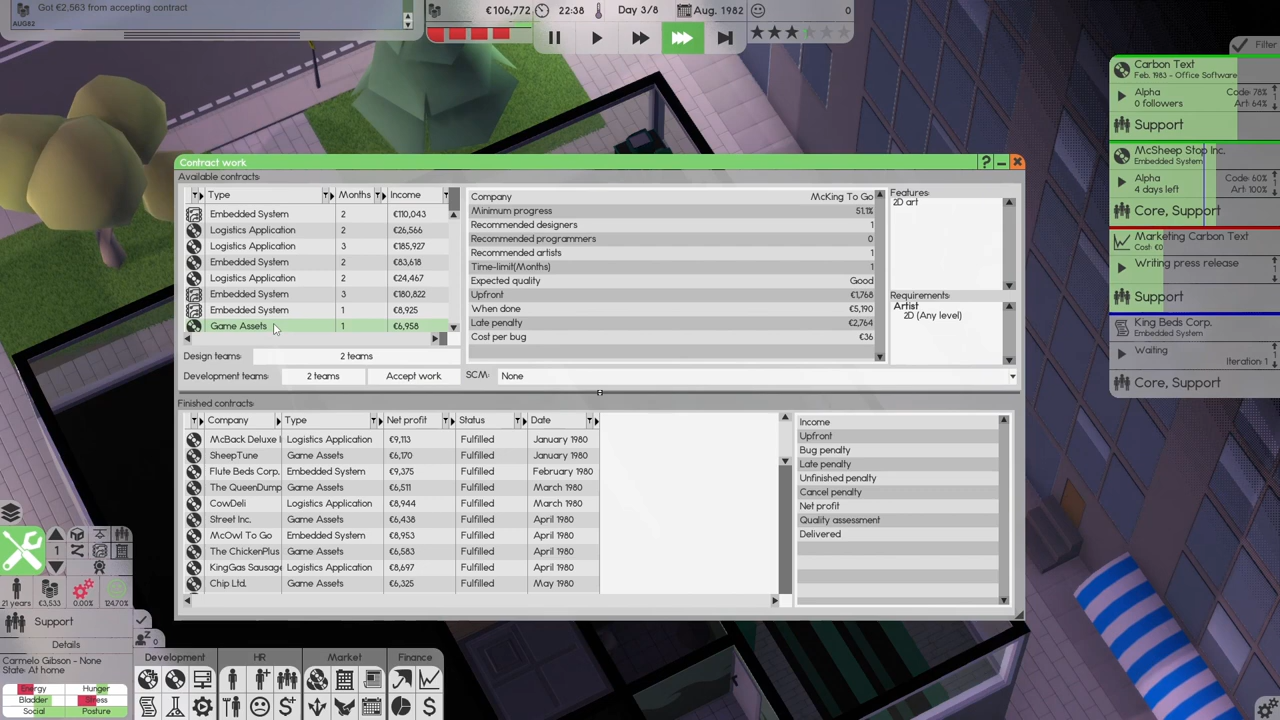 Got €2,563 from accepting contract
AUG82
€106,772
22:38
Day 3/8
Aug. 1982
0
Filter
Carbon Text
Feb. 1983 - Office Software
Alpha
Code: 78%
0 followers
Art: 64%
Support
McSheep Stop Inc.
Embedded System
Alpha
Code: 60%
4 days left
Art: 100%
Core, Support
Marketing Carbon Text
Cost: €0
Writing press release
Support
King Beds Corp.
Embedded System
Waiting
Iteration 1
Core, Support
Contract work
?
Available contracts:
Type Months Income
Embedded System 2 €110,043
Logistics Application 2 €26,566
Logistics Application 3 €185,927
Embedded System 2 €83,618
Logistics Application 2 €24,467
Embedded System 3 €180,822
Embedded System 1 €8,925
Game Assets 1 €6,958
Company McKing To Go
Minimum progress 51.1%
Recommended designers 1
Recommended programmers 0
Recommended artists 1
Time-limit(Months) 1
Expected quality Good
Upfront €1,768
When done €5,190
Late penalty €2,764
Cost per bug €36
Features:
2D art
Requirements:
Artist
2D (Any level)
Design teams: 2 teams
Development teams: 2 teams Accept work SCM: None
Finished contracts:
Company Type Net profit Status Date
McBack Deluxe I Logistics Application €9,113 Fulfilled January 1980
SheepTune Game Assets €6,170 Fulfilled January 1980
Flute Beds Corp. Embedded System €9,375 Fulfilled February 1980
The QueenDump Game Assets €6,511 Fulfilled March 1980
CowDeli Logistics Application €8,944 Fulfilled March 1980
Street Inc. Game Assets €6,438 Fulfilled April 1980
McOwl To Go Embedded System €8,953 Fulfilled April 1980
The ChickenPlus Game Assets €6,583 Fulfilled April 1980
KingGas Sausage Logistics Application €8,697 Fulfilled April 1980
Chip Ltd. Game Assets €6,325 Fulfilled May 1980
Income
Upfront
Bug penalty
Late penalty
Unfinished penalty
Cancel penalty
Net profit
Quality assessment
Delivered
1
21 years €3,533 0.00% 124.70%
Support
Details
0
Carmelo Gibson - None
State: At home
Energy Hunger
Bladder Stress
Social Posture
Development HR Market Finance